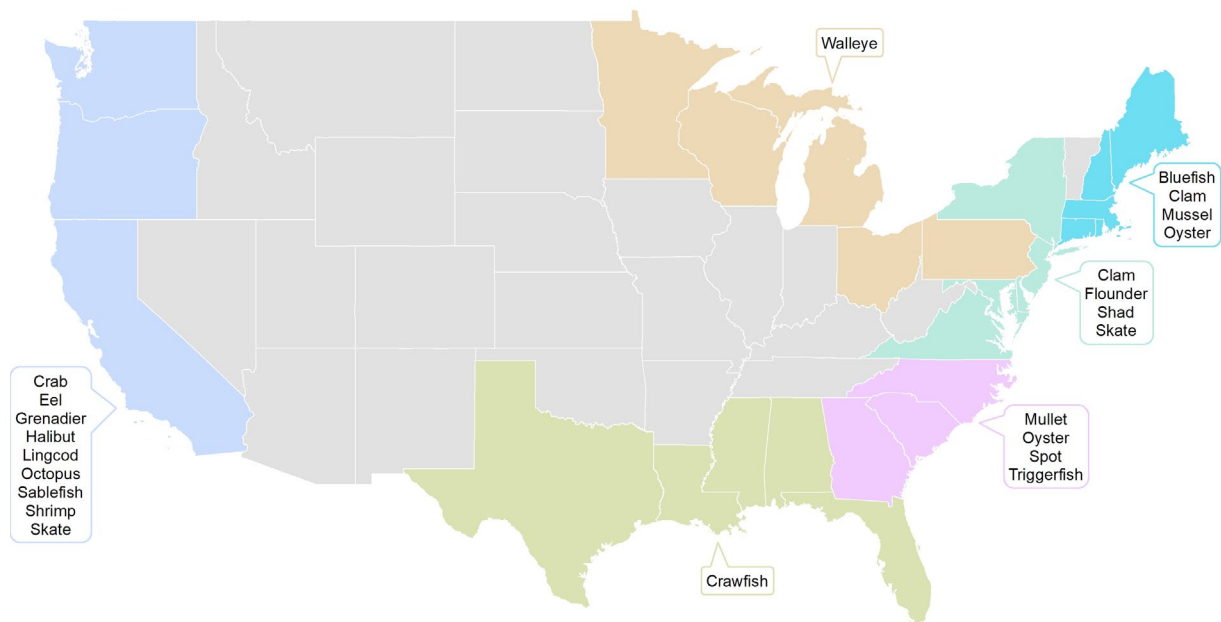 Walleye
Bluefish
Clam
Mussel
Oyster
Clam
Flounder
Shad
Skate
Crab
Eel
Grenadier
Halibut
Lingcod
Octopus
Sablefish
Shrimp
Skate
Mullet
Oyster
Spot
Triggerfish
Crawfish